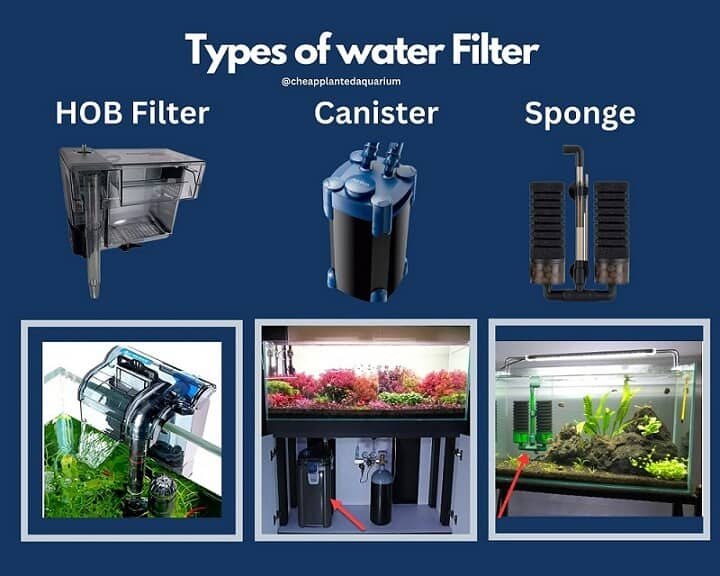 Types of water Filter
@cheapplantedaquarium
HOB Filter
Canister
Sponge